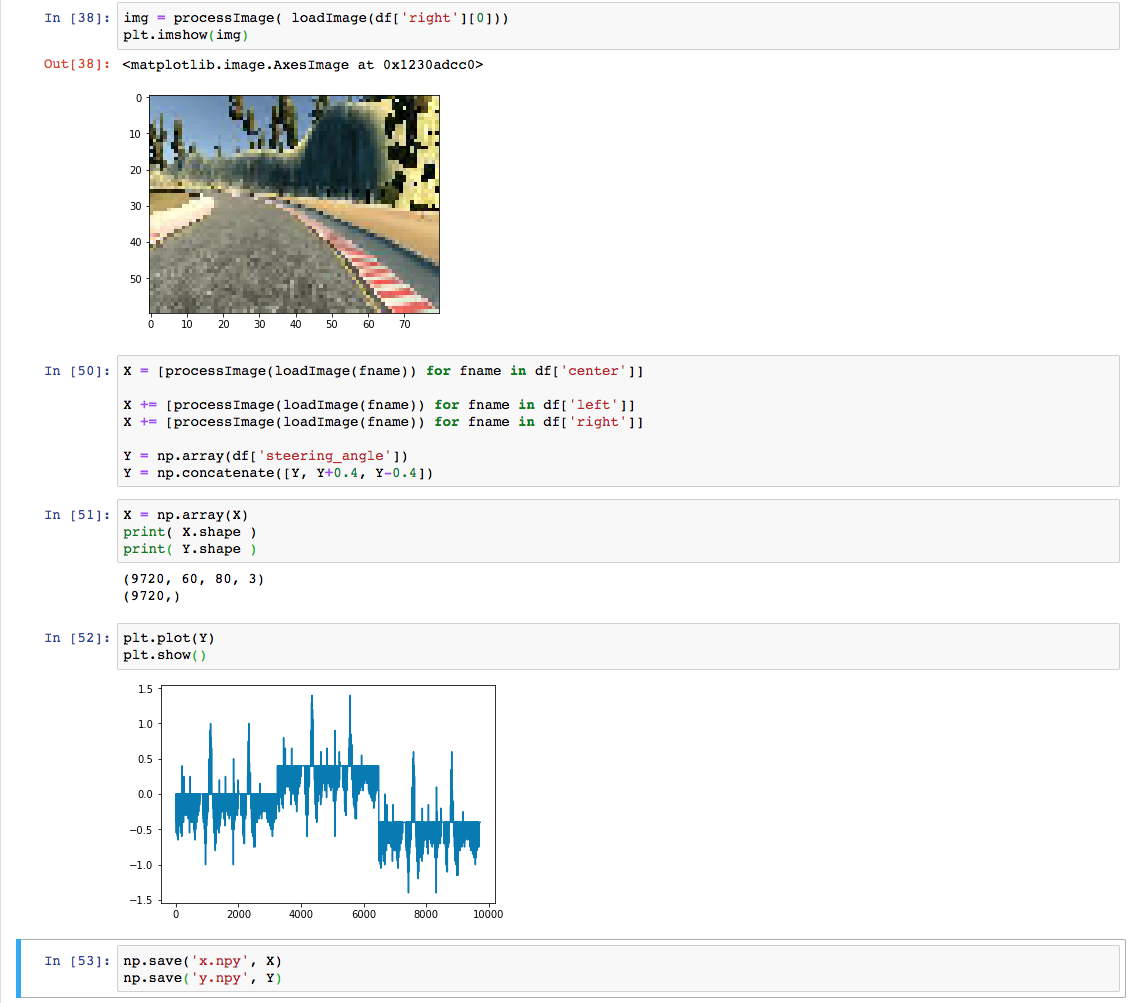 In [38]: img = processImage( loadImage(df['right'][0]))
plt.imshow(img)
Out[38]: <matplotlib.image.AxesImage at 0x1230adcc0>
0
10
20
30
40
50
0 10 20 30 40 50 60 70
In [50]: X = [processImage(loadImage(fname)) for fname in df['center']]
X += [processImage(loadImage(fname)) for fname in df['left']]
X += [processImage(loadImage(fname)) for fname in df['right']]
Y = np.array(df['steering_angle'])
Y = np.concatenate([Y, Y+0.4, Y-0.4])
In [51]: X = np.array(X)
print( X.shape )
print( Y.shape )
(9720, 60, 80, 3)
(9720,)
In [52]: plt.plot(Y)
plt.show()
1.5
1.0
0.5
0.0
−0.5
−1.0
−1.5
0 2000 4000 6000 8000 10000
In [53]: np.save('x.npy', X)
np.save('y.npy', Y)